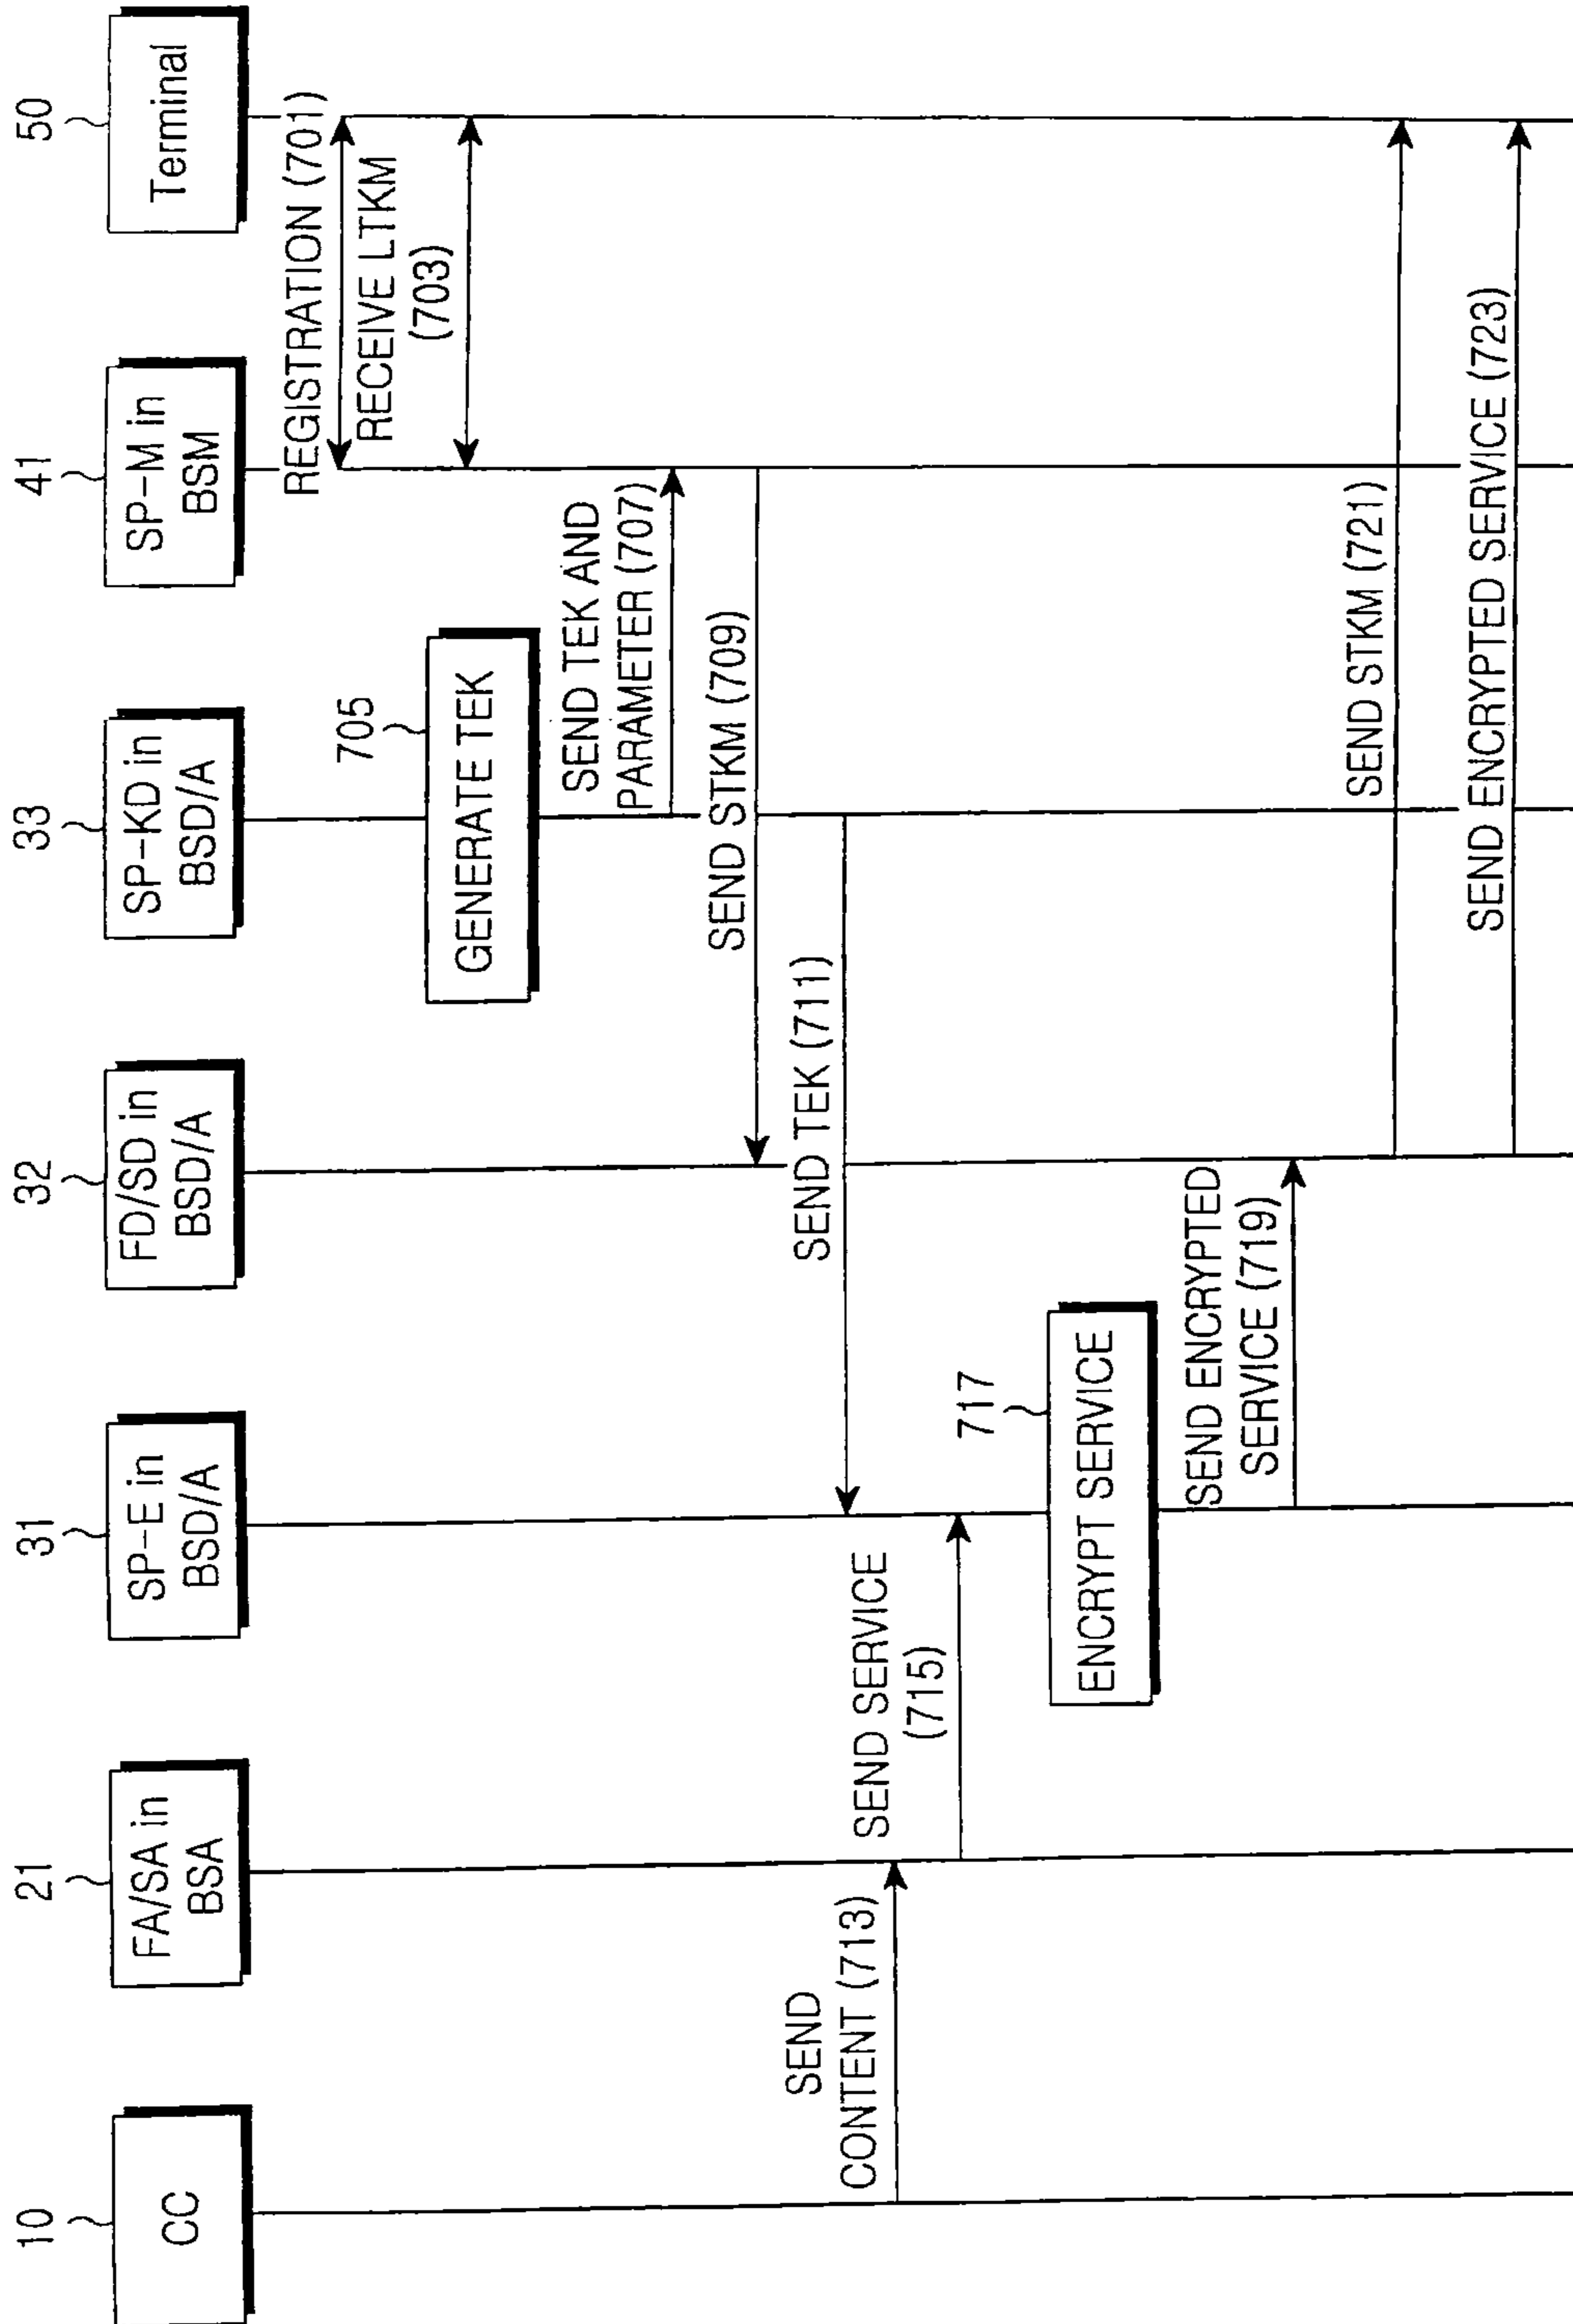 10
CC
21
FA/SA in
BSA
31
SP-E in
BSD/A
32
FD/SD in
BSD/A
33
SP-KD in
BSD/A
41
SP-M in
BSM
50
Terminal
REGISTRATION (701)
RECEIVE LTKM
(703)
705
GENERATE TEK
SEND TEK AND
PARAMETER (707)
SEND STKM (709)
SEND TEK (711)
SEND
CONTENT (713)
SEND SERVICE
(715)
717
ENCRYPT SERVICE
SEND ENCRYPTED
SERVICE (719)
SEND STKM (721)
SEND ENCRYPTED SERVICE (723)